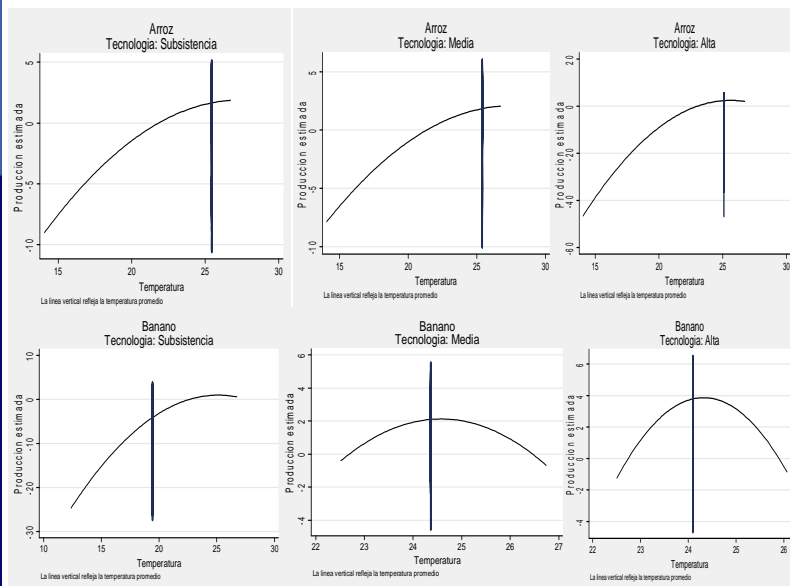 Arroz
Tecnologia: Subsistencia
Produccion estimada
5
0
-5
-10
15
20
25
30
Temperatura
La linea vertical refleja la temperatura promedio
Arroz
Tecnologia: Media
Produccion estimada
5
0
-5
-10
15
20
25
30
Temperatura
La linea vertical refleja la temperatura promedio
Arroz
Tecnologia: Alta
Produccion estimada
20
0
-20
-40
-60
15
20
25
30
Temperatura
La linea vertical refleja la temperatura promedio
Banano
Tecnologia: Subsistencia
Produccion estimada
10
0
-10
-20
-30
10
15
20
25
30
Temperatura
La linea vertical refleja la temperatura promedio
Banano
Tecnologia: Media
Produccion estimada
6
4
2
0
-2
-4
22
23
24
25
26
27
Temperatura
La linea vertical refleja la temperatura promedio
Banano
Tecnologia: Alta
Produccion estimada
6
4
2
0
-2
-4
22
23
24
25
26
Temperatura
La linea vertical refleja la temperatura promedio